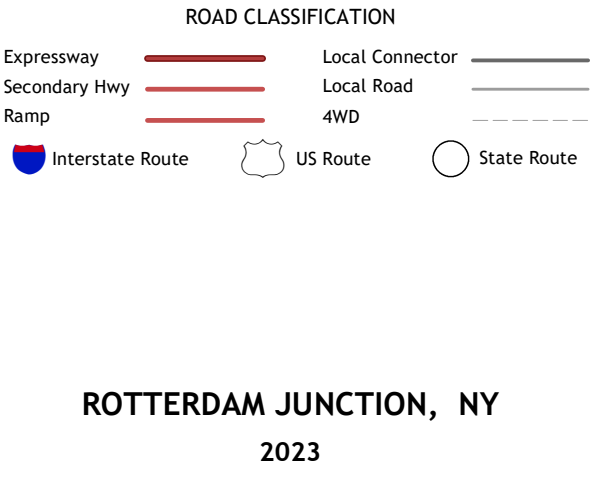 ROAD CLASSIFICATION
Expressway
Local Connector
Secondary Hwy
Local Road
Ramp
4WD
Interstate Route
US Route
State Route
ROTTERDAM JUNCTION, NY
2023